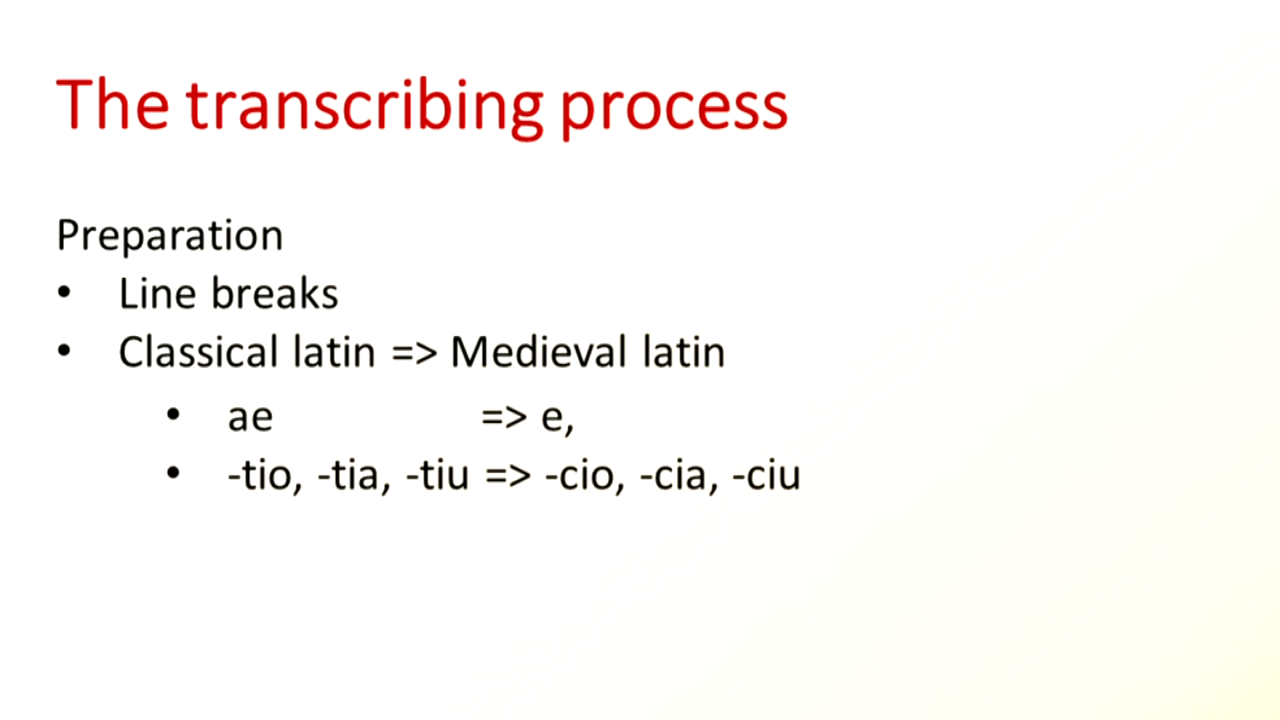 The transcribing process
Preparation
• Line breaks
• Classical latin => Medieval latin
• ae => e,
• -tio, -tia, -tiu => -cio, -cia, -ciu